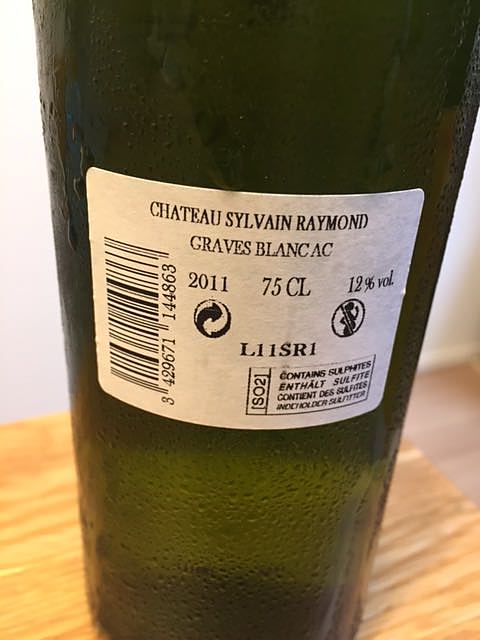 CHATEAU SYLVAIN RAYMOND
GRAVES BLANC AC
2011 75 CL 12 % vol.
L11SR1
[SO2]
CONTAINS SULPHITES
ENTHÄLT SULFITE
CONTIENT DES SULFITES
INDEHOLDER SULFITTER
3 429671 144863